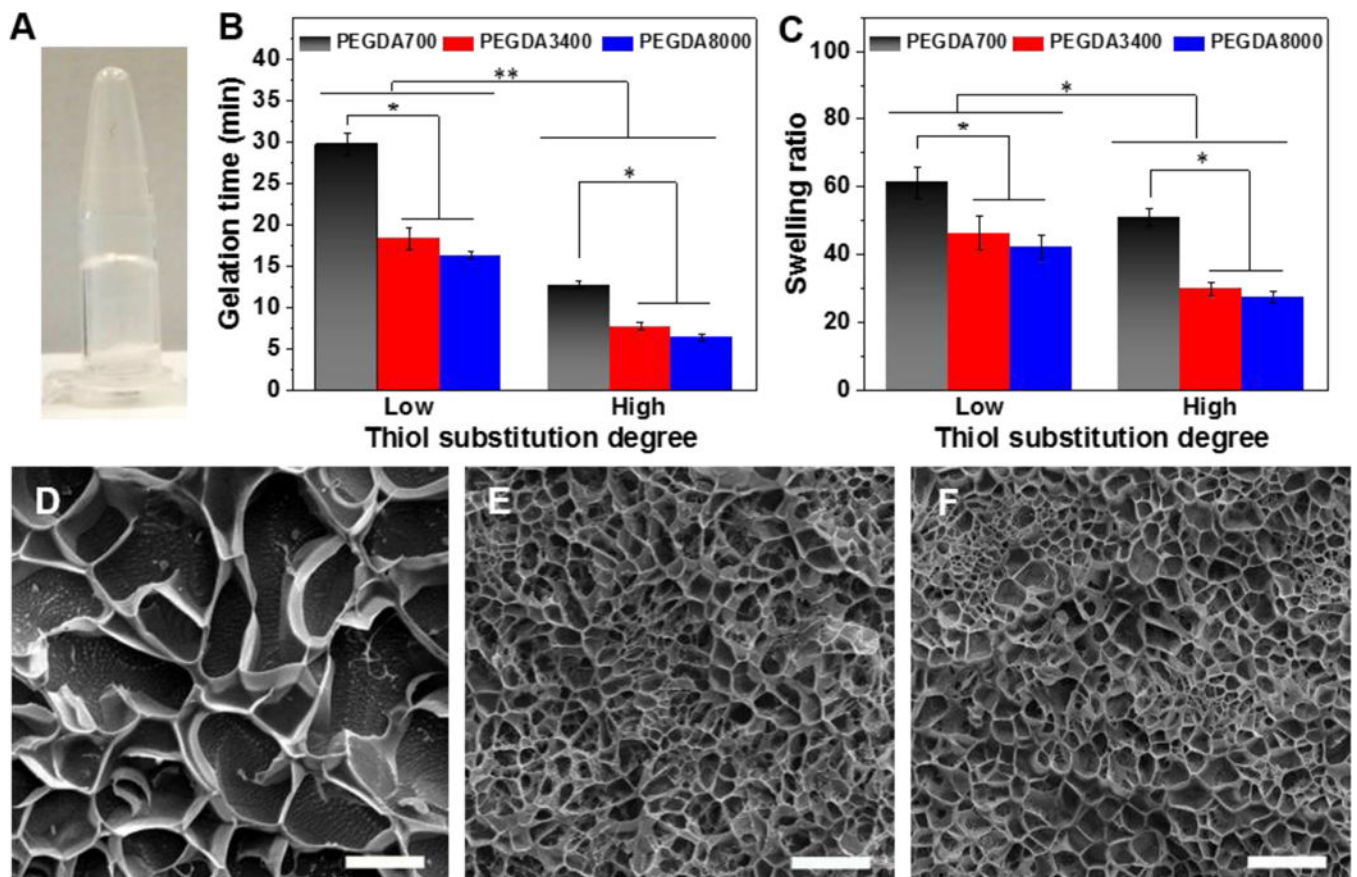 A
B
PEGDA700 PEGDA3400 PEGDA8000
Gelation time (min)
40
35
30
25
20
15
10
5
0
**
*
*
Low High
Thiol substitution degree
C
PEGDA700 PEGDA3400 PEGDA8000
Swelling ratio
100
80
60
40
20
0
*
*
*
Low High
Thiol substitution degree
D
E
F